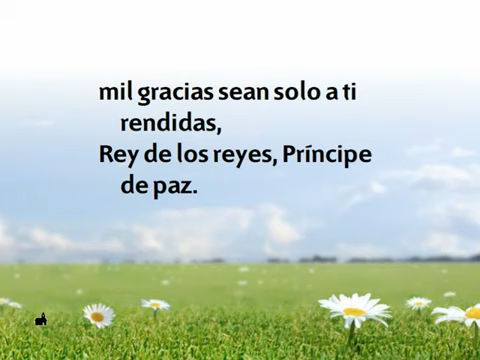 mil gracias sean solo a ti
rendidas,
Rey de los reyes, Príncipe
de paz.